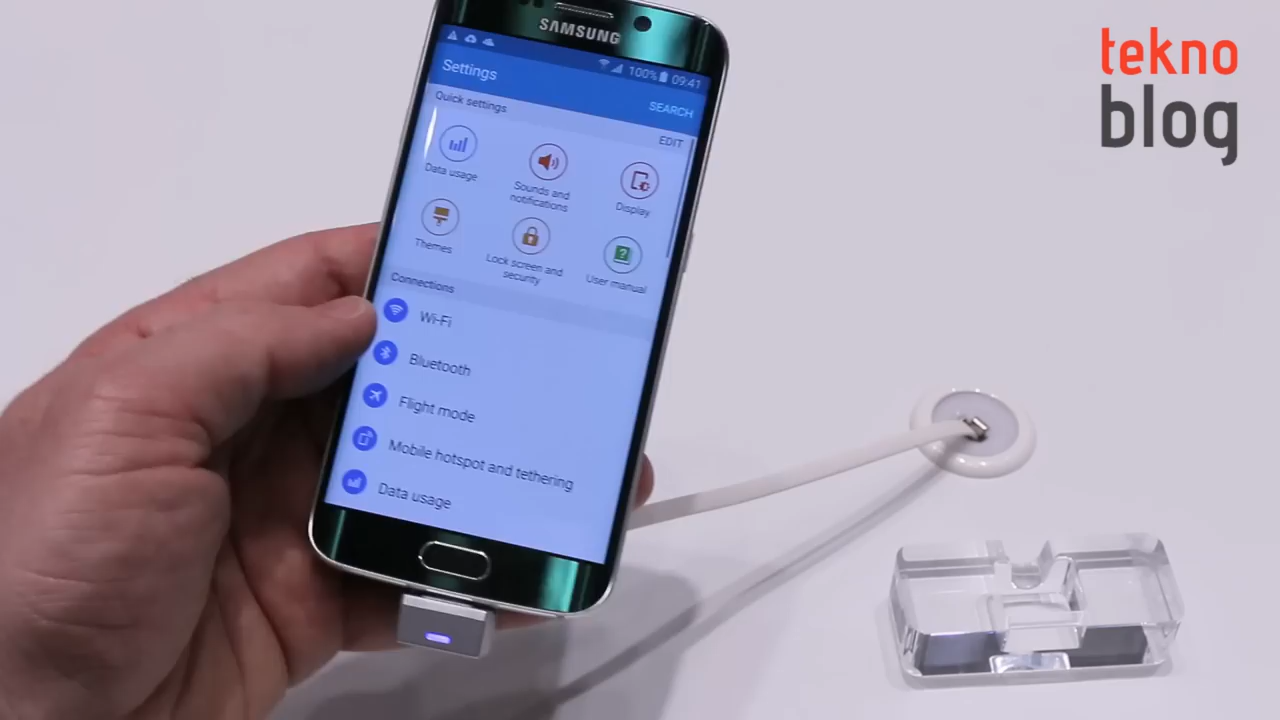 tekno
blog
SAMSUNG
100% 09:41
Settings
SEARCH
Quick settings
EDIT
Data usage
Sounds and
notifications
Display
Themes
Lock screen and
security
User manual
Connections
Wi-Fi
Bluetooth
Flight mode
Mobile hotspot and tethering
Data usage